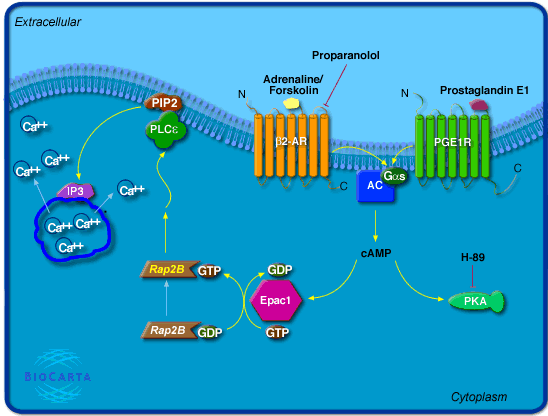 Extracellular
Proparanolol
Adrenaline/
Forskolin
Prostaglandin E1
N
N
PIP2
PLCε
β2-AR
PGE1R
Ca++
Ca++
Ca++
Ca++
Ca++
IP3
Ca++
Ca++
Ca++
C
C
AC
Gαs
cAMP
H-89
PKA
Rap2B
GTP
GDP
Epac1
Rap2B
GDP
GTP
BIOCARTA
Cytoplasm